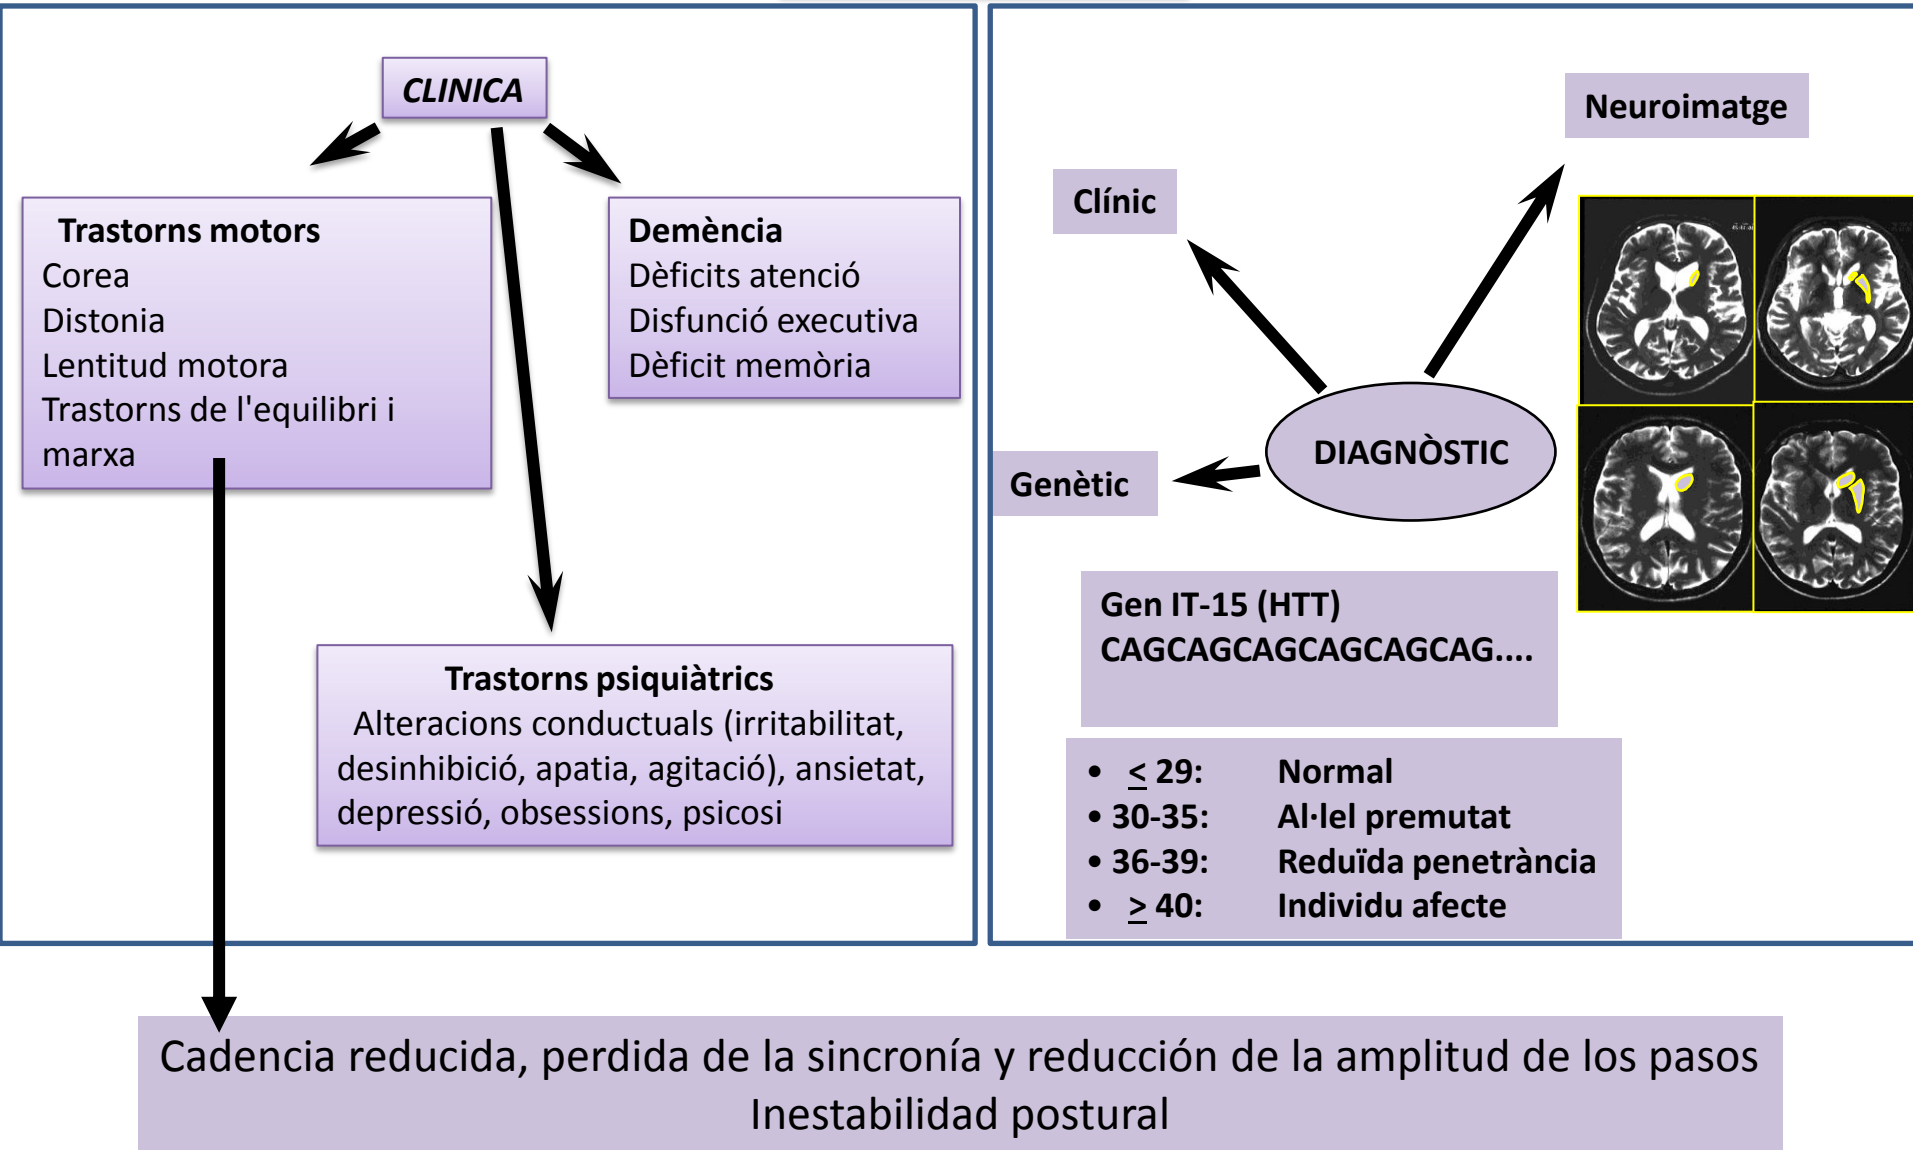 CLINICA
Trastorns motors
Corea
Distonia
Lentitud motora
Trastorns de l'equilibri i
marxa
Demència
Dèficits atenció
Disfunció executiva
Dèficit memòria
Trastorns psiquiàtrics
Alteracions conductuals (irritabilitat,
desinhibició, apatia, agitació), ansietat,
depressió, obsessions, psicosi
Neuroimatge
Clínic
DIAGNÒSTIC
Genètic
Gen IT-15 (HTT)
CAGCAGCAGCAGCAGCAG....
• ≤ 29: Normal
• 30-35: Al·lel premutat
• 36-39: Reduïda penetrància
• ≥ 40: Individu afecte
Cadencia reducida, perdida de la sincronía y reducción de la amplitud de los pasos
Inestabilidad postural